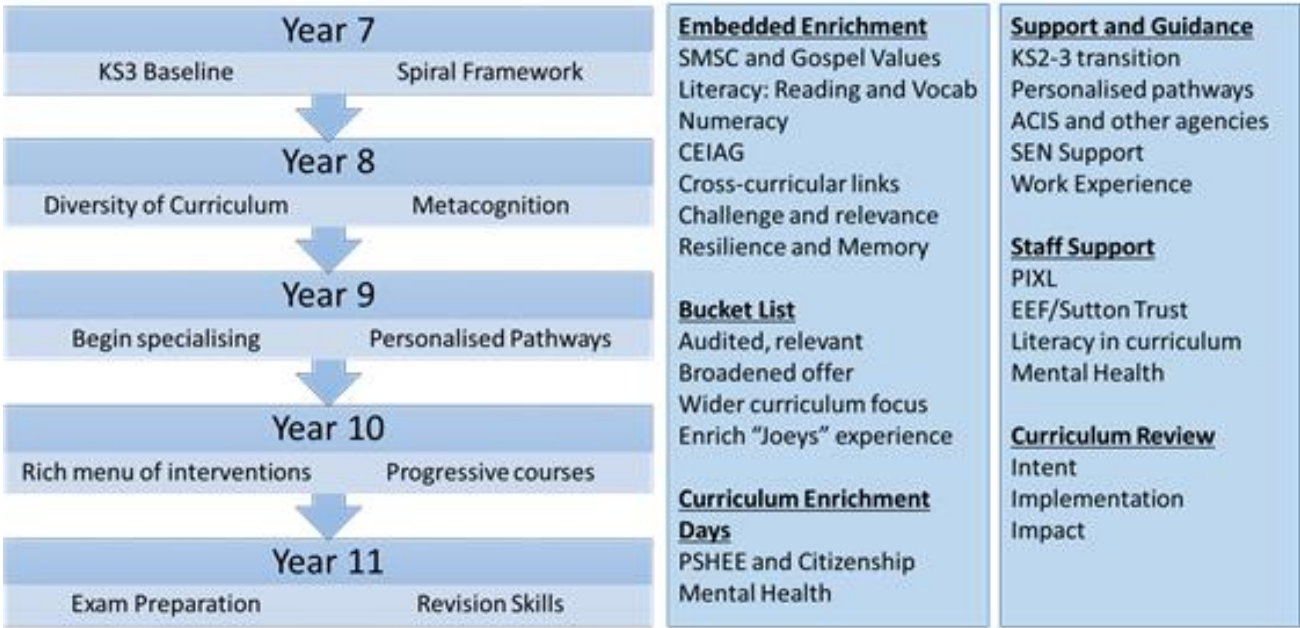 Year 7
KS3 Baseline Spiral Framework
Year 8
Diversity of Curriculum Metacognition
Year 9
Begin specialising Personalised Pathways
Year 10
Rich menu of interventions Progressive courses
Year 11
Exam Preparation Revision Skills
Embedded Enrichment
SMSC and Gospel Values
Literacy: Reading and Vocab
Numeracy
CEIAG
Cross-curricular links
Challenge and relevance
Resilience and Memory
Bucket List
Audited, relevant
Broadened offer
Wider curriculum focus
Enrich “Joeys” experience
Curriculum Enrichment
Days
PSHEE and Citizenship
Mental Health
Support and Guidance
KS2-3 transition
Personalised pathways
ACIS and other agencies
SEN Support
Work Experience
Staff Support
PIXL
EEF/Sutton Trust
Literacy in curriculum
Mental Health
Curriculum Review
Intent
Implementation
Impact